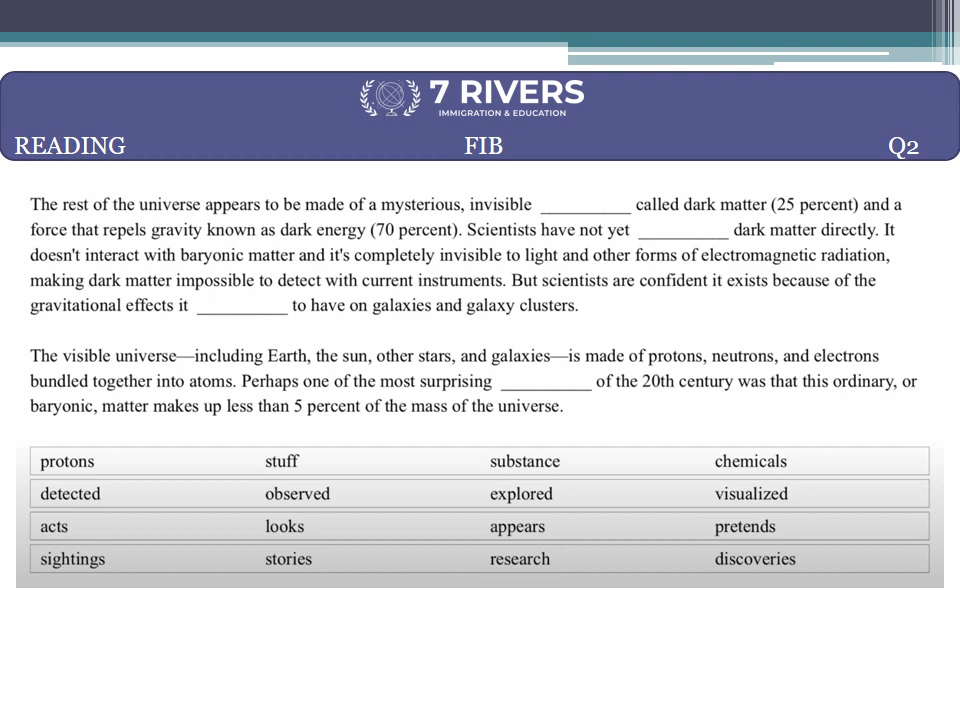 7 RIVERS
IMMIGRATION & EDUCATION
READING FIB Q2
The rest of the universe appears to be made of a mysterious, invisible __________ called dark matter (25 percent) and a
force that repels gravity known as dark energy (70 percent). Scientists have not yet __________ dark matter directly. It
doesn't interact with baryonic matter and it's completely invisible to light and other forms of electromagnetic radiation,
making dark matter impossible to detect with current instruments. But scientists are confident it exists because of the
gravitational effects it __________ to have on galaxies and galaxy clusters.
The visible universe—including Earth, the sun, other stars, and galaxies—is made of protons, neutrons, and electrons
bundled together into atoms. Perhaps one of the most surprising __________ of the 20th century was that this ordinary, or
baryonic, matter makes up less than 5 percent of the mass of the universe.
protons stuff substance chemicals
detected observed explored visualized
acts looks appears pretends
sightings stories research discoveries